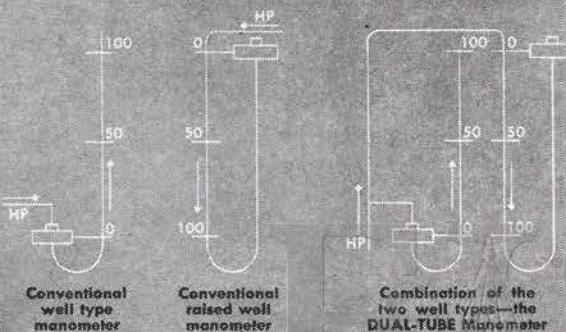 HP
100
50
0
Conventional
well type
manometer
HP
0
50
100
Conventional
raised well
manometer
100 0
50 50
HP
0 100
Combination of the
two well types—the
DUAL-TUBE Manometer